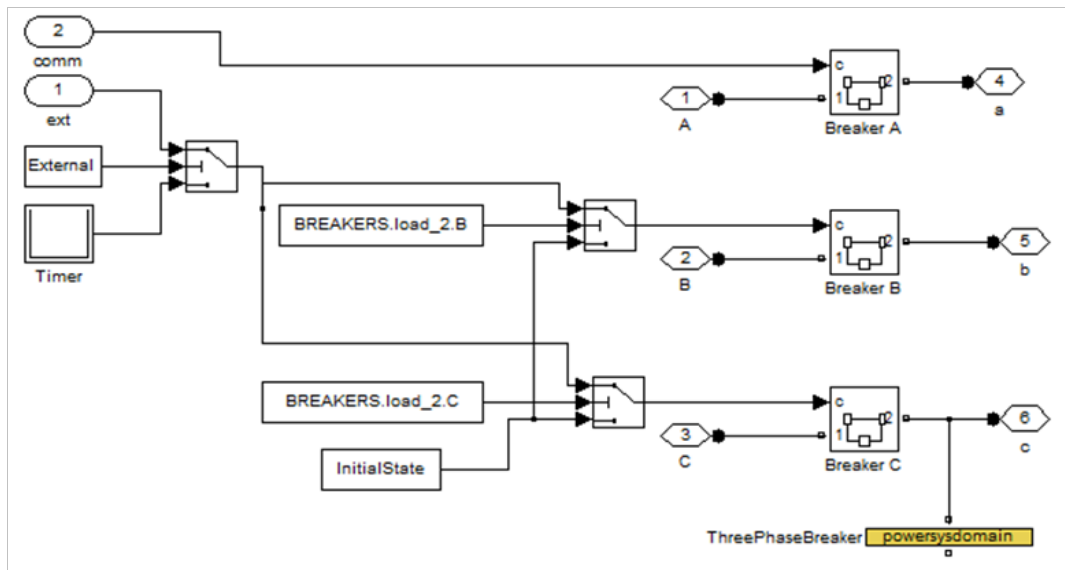 2
comm
1
ext
External
Timer
BREAKERS.load_2.B
BREAKERS.load_2.C
InitialState
1
A
c
1
2
Breaker A
4
a
2
B
c
1
2
Breaker B
5
b
3
C
c
1
2
Breaker C
6
c
ThreePhaseBreaker
powersysdomain